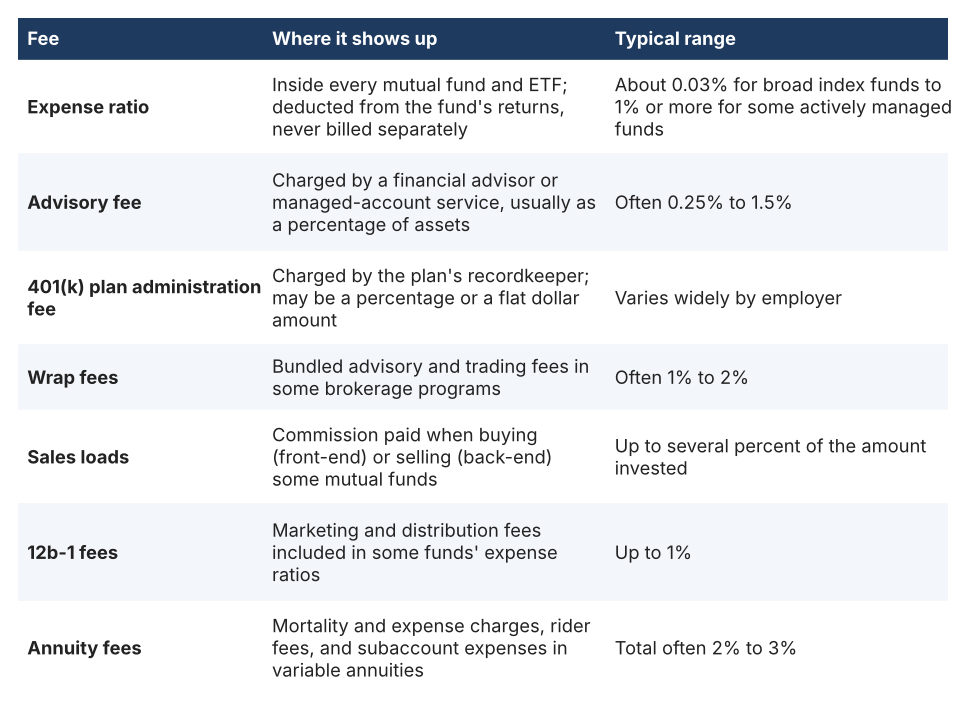 Fee Where it shows up Typical range
Expense ratio
Inside every mutual fund and ETF;
deducted from the fund's returns,
never billed separately
About 0.03% for broad index funds to
1% or more for some actively managed
funds
Advisory fee
Charged by a financial advisor or
managed-account service, usually as
a percentage of assets
Often 0.25% to 1.5%
401(k) plan administration
fee
Charged by the plan's recordkeeper;
may be a percentage or a flat dollar
amount
Varies widely by employer
Wrap fees
Bundled advisory and trading fees in
some brokerage programs
Often 1% to 2%
Sales loads
Commission paid when buying
(front-end) or selling (back-end)
some mutual funds
Up to several percent of the amount
invested
12b-1 fees
Marketing and distribution fees
included in some funds' expense
ratios
Up to 1%
Annuity fees
Mortality and expense charges, rider
fees, and subaccount expenses in
variable annuities
Total often 2% to 3%